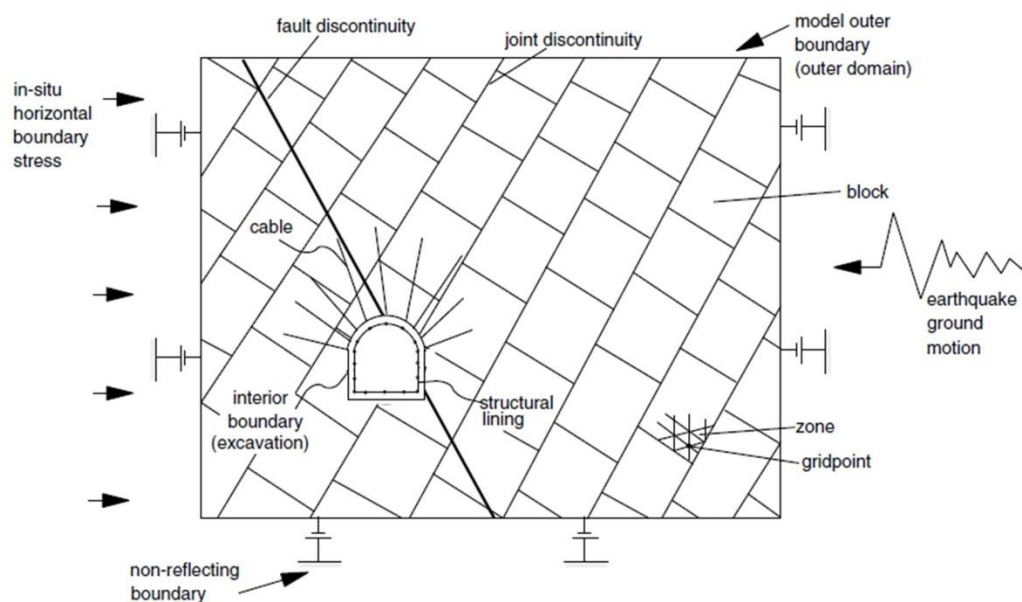 fault discontinuity
joint discontinuity
model outer
boundary
(outer domain)
in-situ
horizontal
boundary
stress
block
cable
earthquake
ground
motion
interior
boundary
(excavation)
structural
lining
zone
gridpoint
non-reflecting
boundary